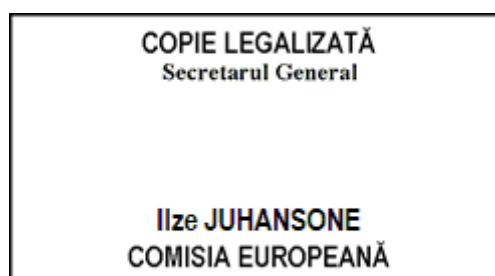 COPIE LEGALIZATĂ
Secretarul General
Ilze JUHANSONE
COMISIA EUROPEANĂ